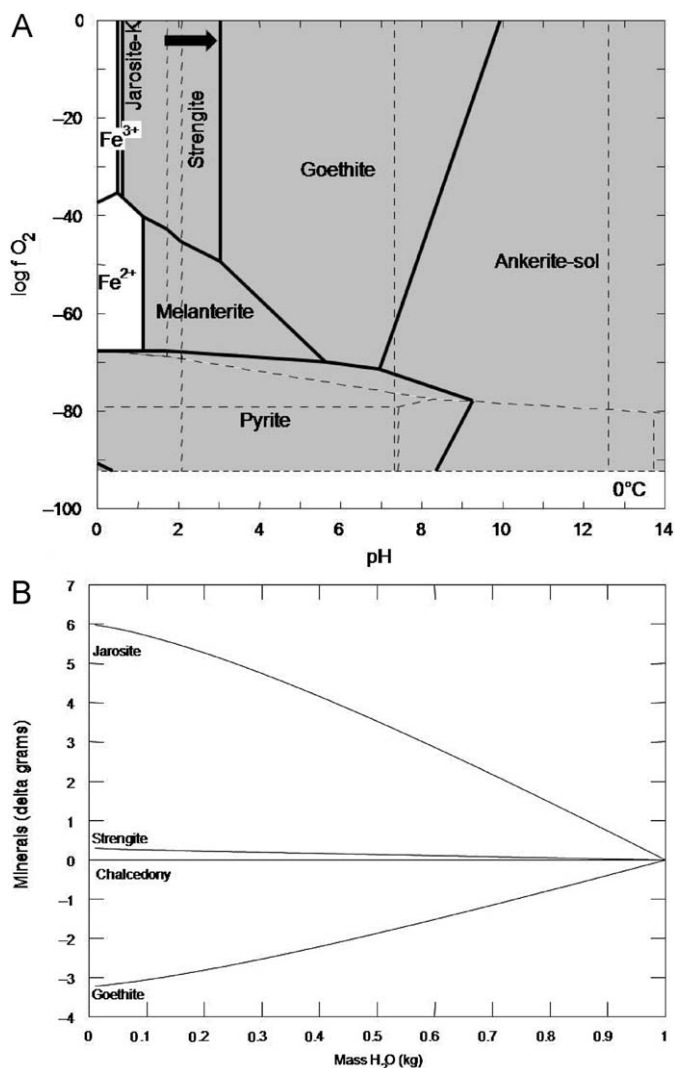 A
0
−20
−40
−60
−80
−100
log f O₂
Fe³⁺
Jarosite-K
Strengite
Goethite
Ankerite-sol
Fe²⁺
Melanterite
Pyrite
0°C
0 2 4 6 8 10 12 14
pH
B
7
6
5
4
3
2
1
0
−1
−2
−3
−4
Minerals (delta grams)
Jarosite
Strengite
Chalcedony
Goethite
0 0.1 0.2 0.3 0.4 0.5 0.6 0.7 0.8 0.9 1
Mass H₂O (kg)